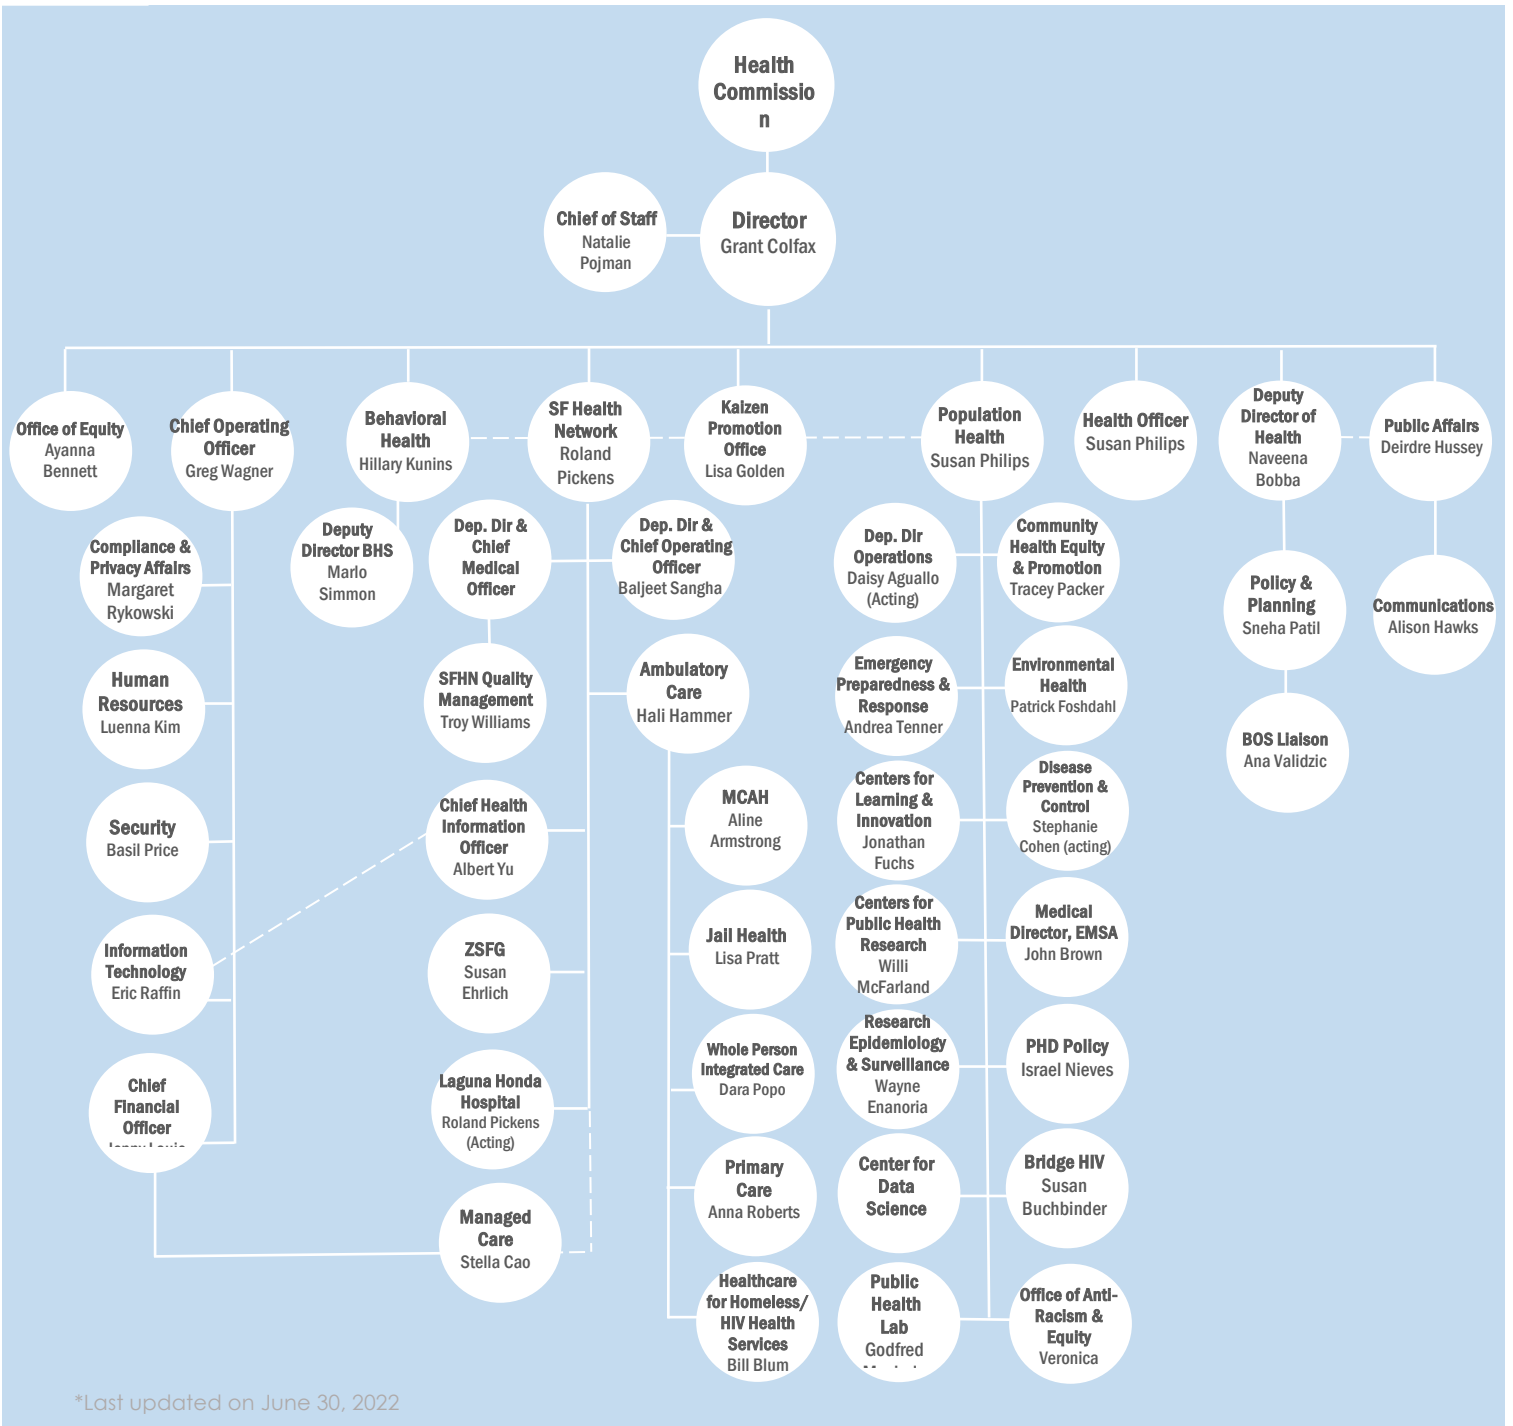 Health
Commissio
n
Chief of Staff
Natalie
Pojman
Director
Grant Colfax
Office of Equity
Ayanna
Bennett
Chief Operating
Officer
Greg Wagner
Behavioral
Health
Hillary Kunins
SF Health
Network
Roland
Pickens
Kaizen
Promotion
Office
Lisa Golden
Population
Health
Susan Philips
Health Officer
Susan Philips
Deputy
Director of
Health
Naveena
Bobba
Public Affairs
Deirdre Hussey
Compliance &
Privacy Affairs
Margaret
Rykowski
Human
Resources
Luenna Kim
Security
Basil Price
Information
Technology
Eric Raffin
Chief
Financial
Officer
Deputy
Director BHS
Marlo
Simmon
Dep. Dir &
Chief
Medical
Officer
Dep. Dir &
Chief Operating
Officer
Baljeet Sangha
SFHN Quality
Management
Troy Williams
Chief Health
Information
Officer
Albert Yu
ZSFG
Susan
Ehrlich
Laguna Honda
Hospital
Roland Pickens
(Acting)
Managed
Care
Stella Cao
Ambulatory
Care
Hali Hammer
MCAH
Aline
Armstrong
Jail Health
Lisa Pratt
Whole Person
Integrated Care
Dara Popo
Primary
Care
Anna Roberts
Healthcare
for Homeless/
HIV Health
Services
Bill Blum
Dep. Dir
Operations
Daisy Aguallo
(Acting)
Community
Health Equity
& Promotion
Tracey Packer
Emergency
Preparedness &
Response
Andrea Tenner
Environmental
Health
Patrick Foshdahl
Centers for
Learning &
Innovation
Jonathan
Fuchs
Disease
Prevention &
Control
Stephanie
Cohen (acting)
Centers for
Public Health
Research
Willi
McFarland
Medical
Director, EMSA
John Brown
Research
Epidemiology
& Surveillance
Wayne
Enanoria
PHD Policy
Israel Nieves
Center for
Data
Science
Bridge HIV
Susan
Buchbinder
Public
Health
Lab
Godfred
Office of Anti-
Racism &
Equity
Veronica
Policy &
Planning
Sneha Patil
BOS Liaison
Ana Validzic
Communications
Alison Hawks
*Last updated on June 30, 2022